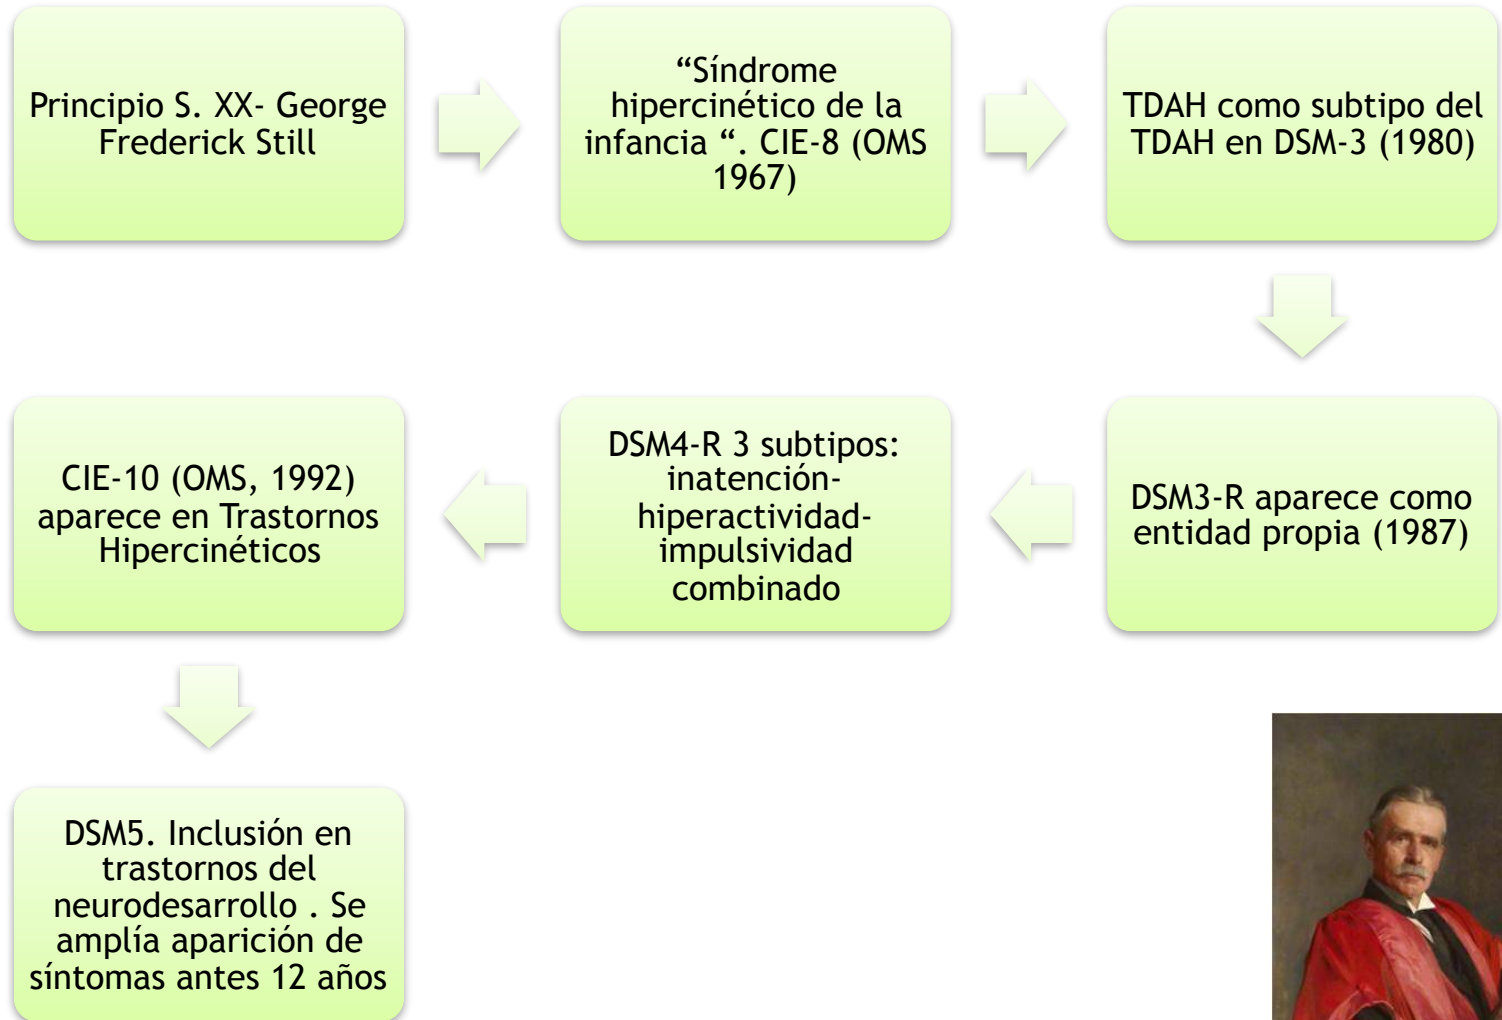 Principio S. XX- George
Frederick Still
“Síndrome
hipercinético de la
infancia “. CIE-8 (OMS
1967)
TDAH como subtipo del
TDAH en DSM-3 (1980)
DSM3-R aparece como
entidad propia (1987)
DSM4-R 3 subtipos:
inatención-
hiperactividad-
impulsividad
combinado
CIE-10 (OMS, 1992)
aparece en Trastornos
Hipercinéticos
DSM5. Inclusión en
trastornos del
neurodesarrollo . Se
amplía aparición de
síntomas antes 12 años